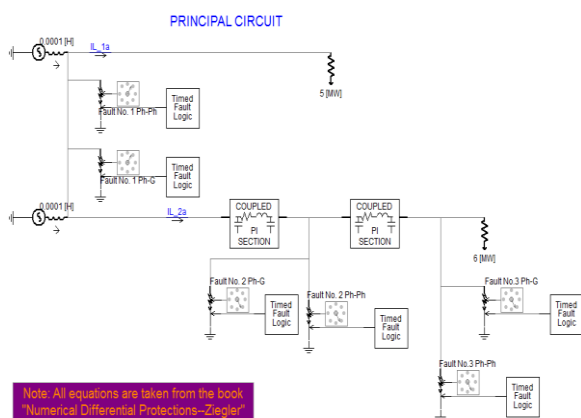 PRINCIPAL CIRCUIT
0.0001 [H]
IL_1a
5 [MW]
Fault No. 1 Ph-Ph
Timed
Fault
Logic
Fault No. 1 Ph-G
Timed
Fault
Logic
0.0001 [H]
IL_2a
COUPLED
PI
SECTION
COUPLED
PI
SECTION
6 [MW]
Fault No. 2 Ph-G
Timed
Fault
Logic
Fault No. 2 Ph-Ph
Timed
Fault
Logic
Fault No.3 Ph-G
Timed
Fault
Logic
Fault No.3 Ph-Ph
Timed
Fault
Logic
Note: All equations are taken from the book
"Numerical Differential Protections--Ziegler"